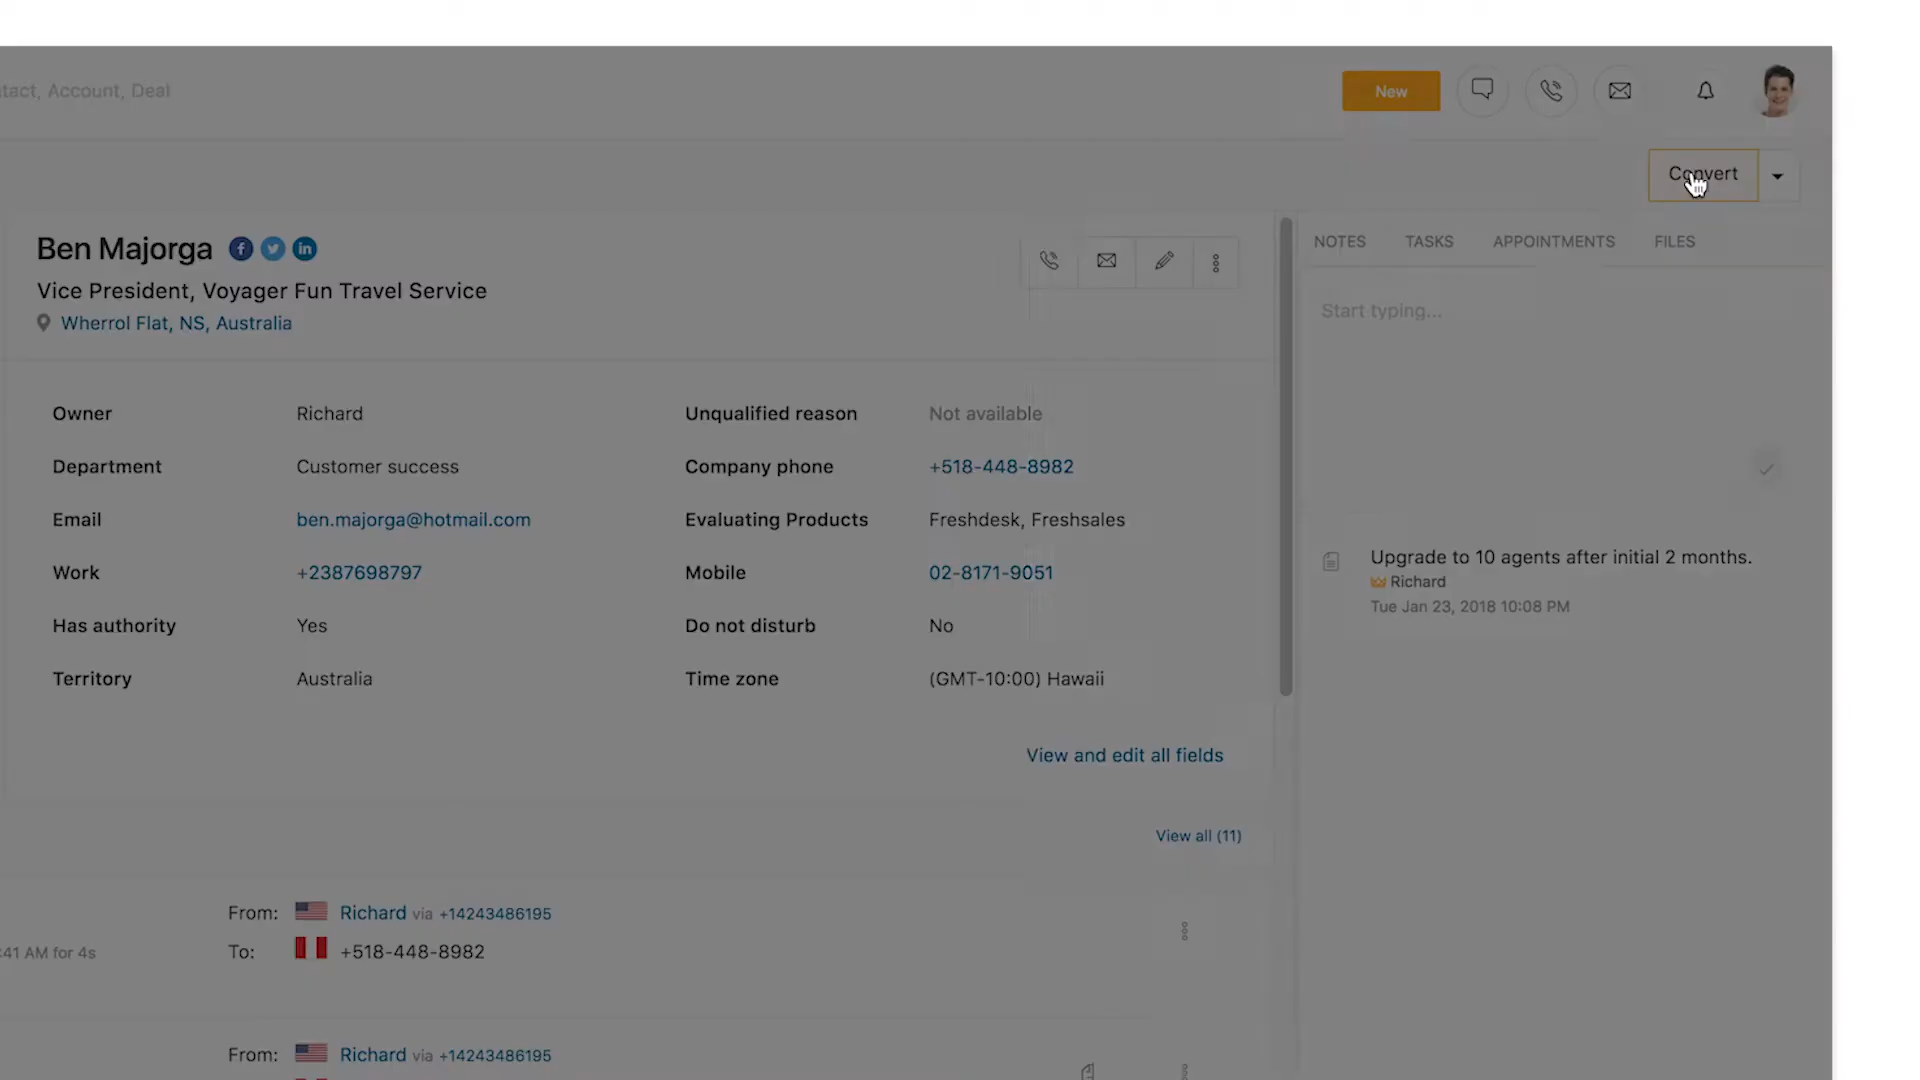 tact, Account, Deal
New
Convert
Ben Majorga
Vice President, Voyager Fun Travel Service
Wherrol Flat, NS, Australia
NOTES TASKS APPOINTMENTS FILES
Start typing...
Owner Richard Unqualified reason Not available
Department Customer success Company phone +518-448-8982
Email ben.majorga@hotmail.com Evaluating Products Freshdesk, Freshsales
Work +2387698797 Mobile 02-8171-9051
Has authority Yes Do not disturb No
Territory Australia Time zone (GMT-10:00) Hawaii
Upgrade to 10 agents after initial 2 months.
Richard
Tue Jan 23, 2018 10:08 PM
View and edit all fields
View all (11)
From: Richard via +14243486195
:41 AM for 4s To: +518-448-8982
From: Richard via +14243486195